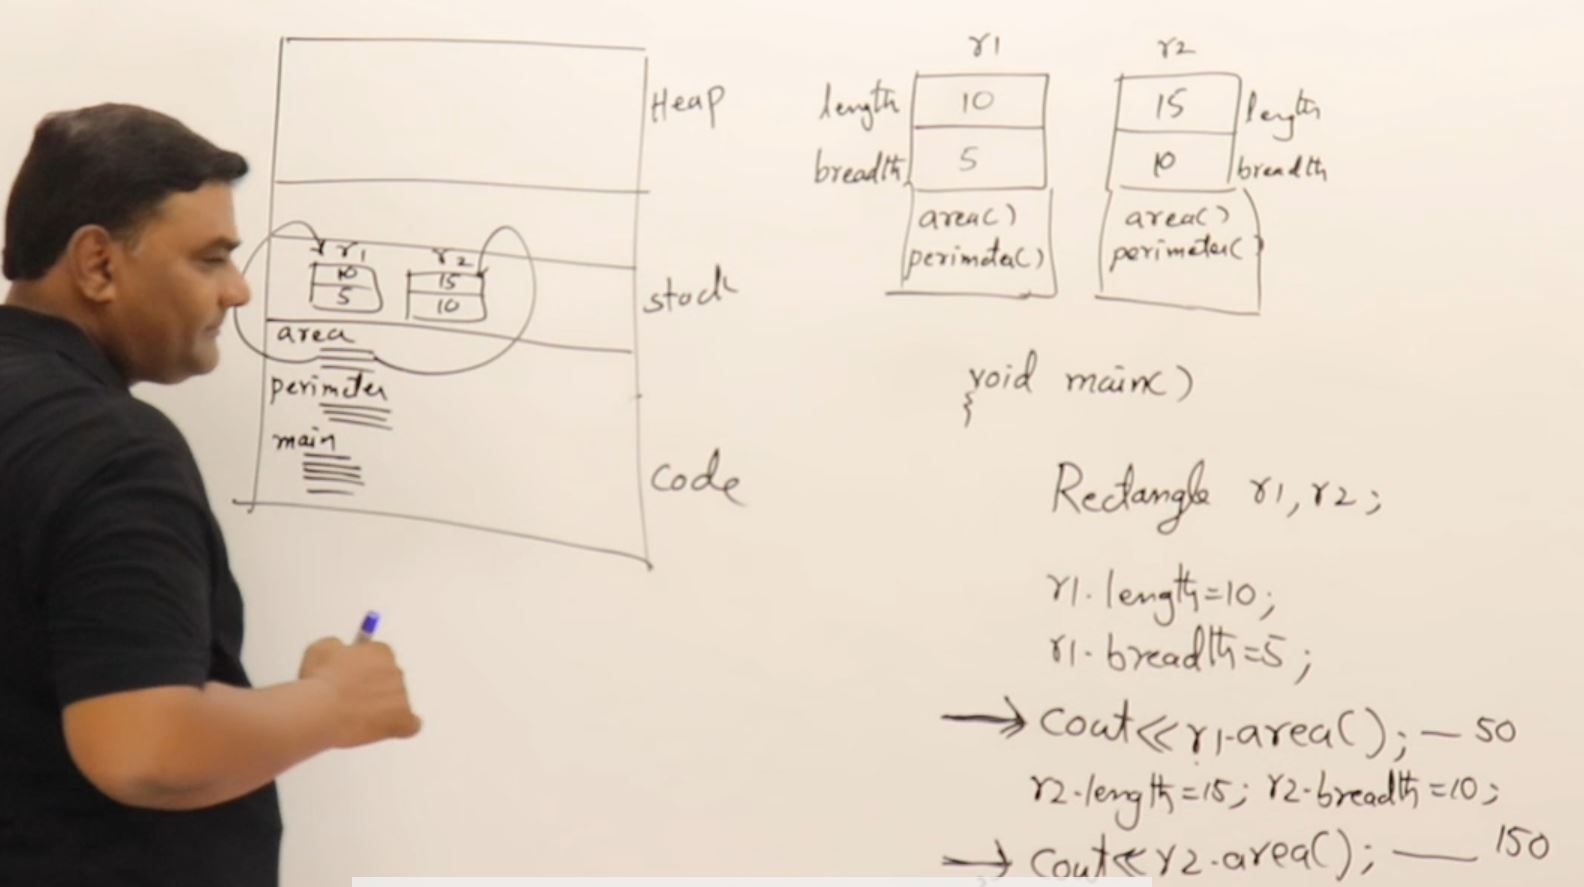 Heap
r1
10
5
r2
15
10
stack
area
perimeter
main
code
r1
length 10
breadth 5
area()
perimeter()
r2
15 length
10 breadth
area()
perimeter()
void main()
{
Rectangle r1, r2;
r1.length=10;
r1.breadth=5;
→ cout<<r1.area(); — 50
r2.length=15; r2.breadth=10;
→ cout<<r2.area(); — 150